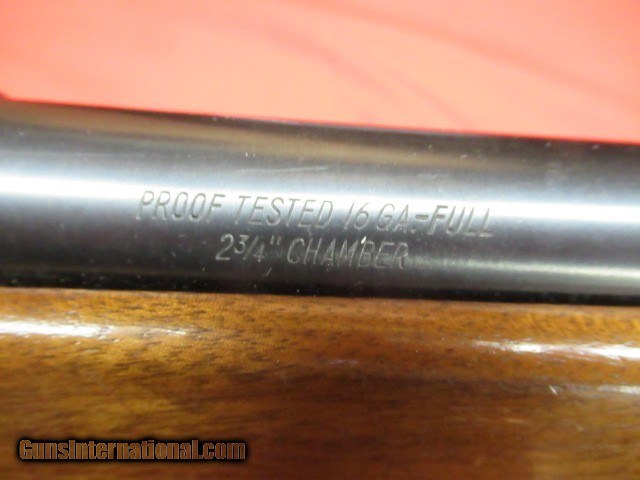 PROOF TESTED 16 GA.-FULL
2¾" CHAMBER
GunsInternational.com